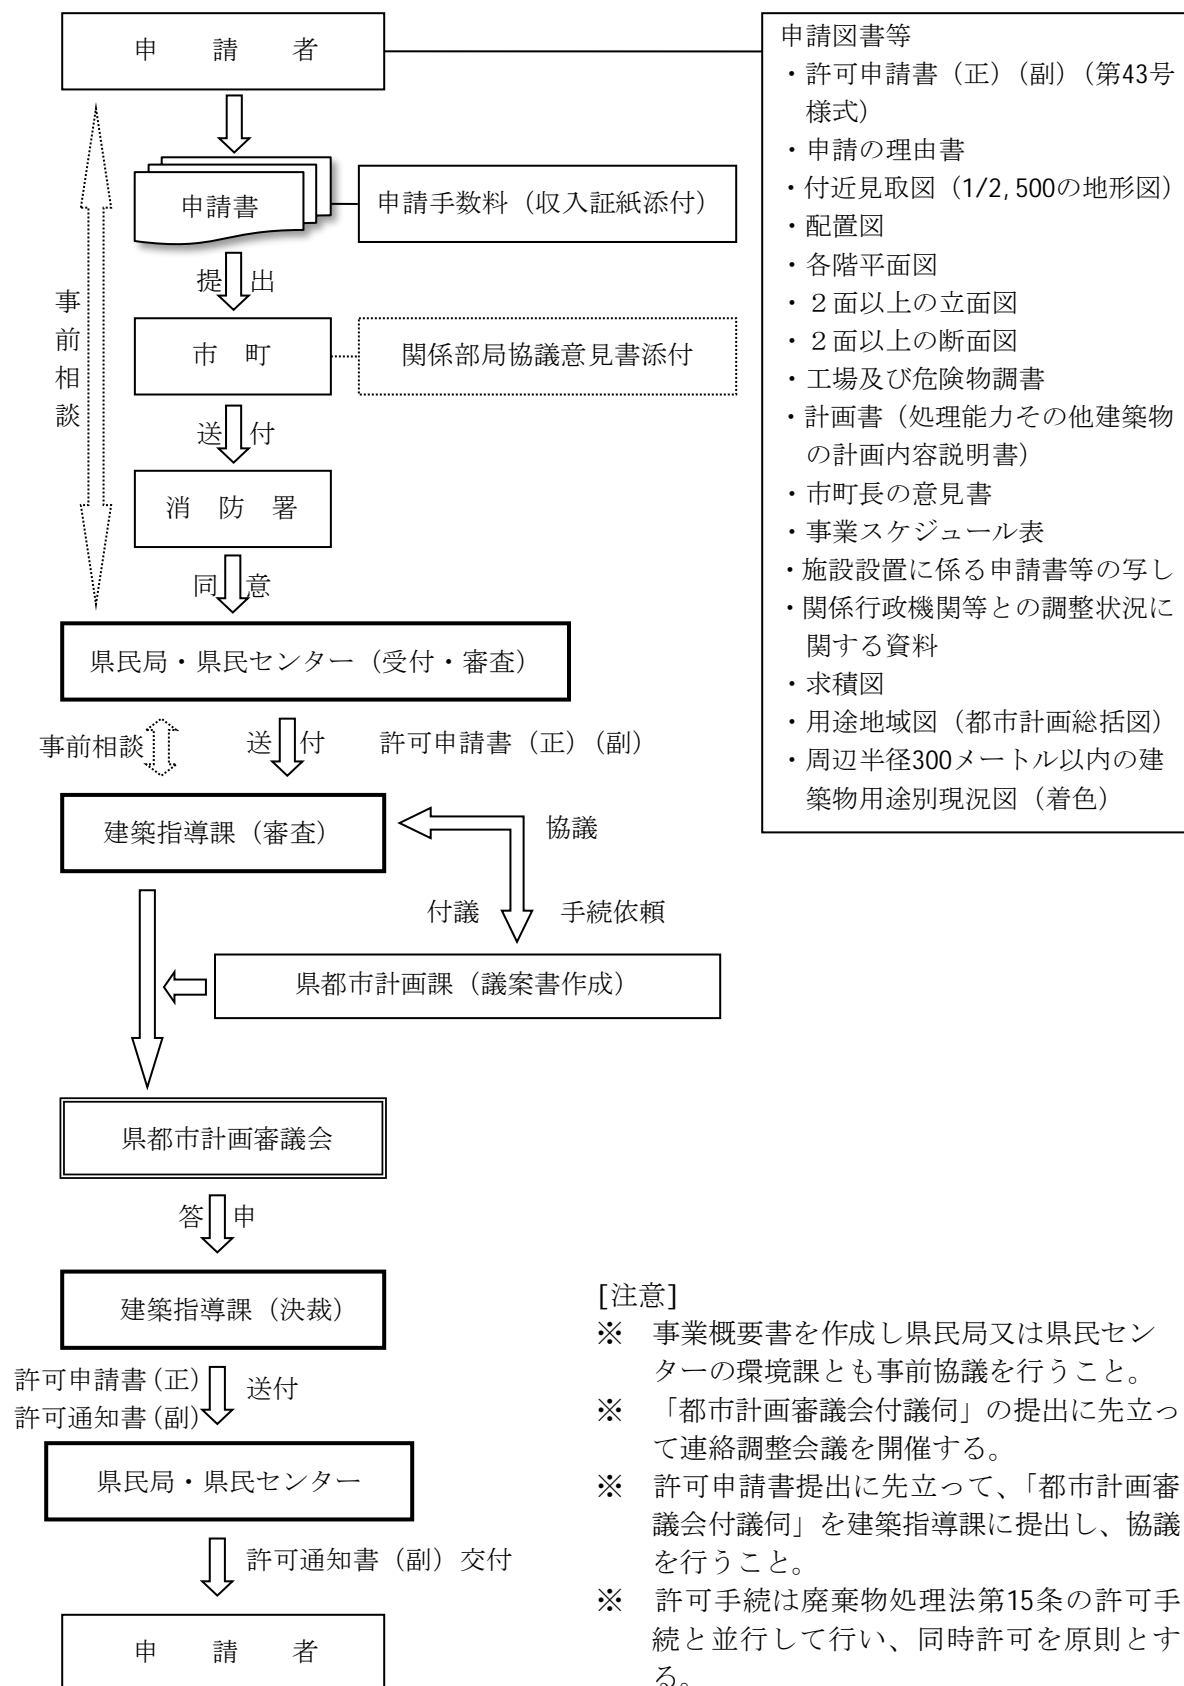 申　請　者
申請図書等
・許可申請書（正）（副）（第43号
様式）
・申請の理由書
・付近見取図（1/2,500の地形図）
・配置図
・各階平面図
・２面以上の立面図
・２面以上の断面図
・工場及び危険物調書
・計画書（処理能力その他建築物
の計画内容説明書）
・市町長の意見書
・事業スケジュール表
・施設設置に係る申請書等の写し
・関係行政機関等との調整状況に
関する資料
・求積図
・用途地域図（都市計画総括図）
・周辺半径300メートル以内の建
築物用途別現況図（着色）
申請書
申請手数料（収入証紙添付）
提出
事前相談
市　町
関係部局協議意見書添付
送付
消　防　署
同意
県民局・県民センター（受付・審査）
事前相談
送付
許可申請書（正）（副）
建築指導課（審査）
協議
付議
手続依頼
県都市計画課（議案書作成）
県都市計画審議会
答申
建築指導課（決裁）
許可申請書(正)
許可通知書(副)
送付
県民局・県民センター
許可通知書（副）交付
申　請　者
[注意]
※　事業概要書を作成し県民局又は県民セン
ターの環境課とも事前協議を行うこと。
※　「都市計画審議会付議伺」の提出に先立っ
て連絡調整会議を開催する。
※　許可申請書提出に先立って、「都市計画審
議会付議伺」を建築指導課に提出し、協議
を行うこと。
※　許可手続は廃棄物処理法第15条の許可手
続と並行して行い、同時許可を原則とす
る。